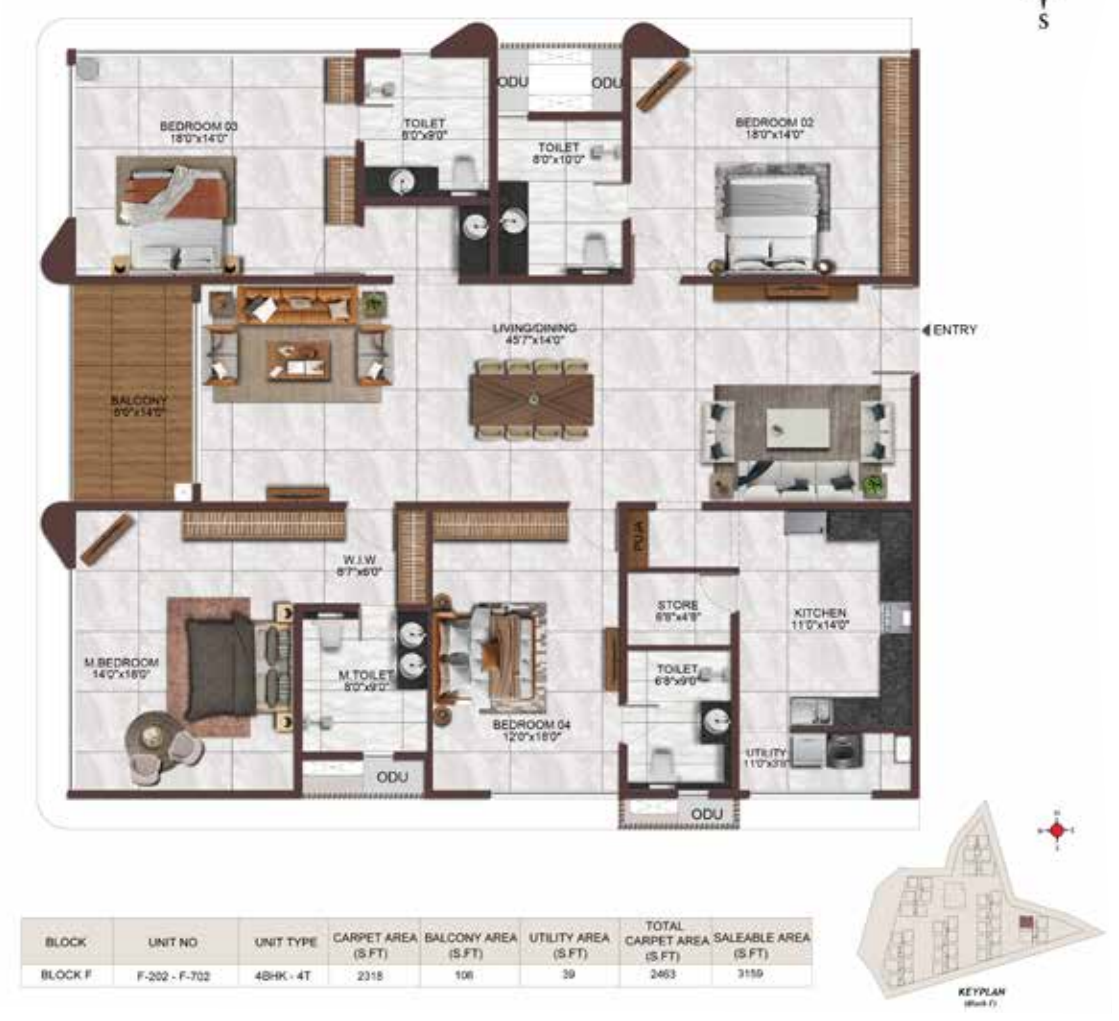 S
ODU
ODU
BEDROOM 03
18'0"x14'0"
TOILET
8'0"x9'0"
TOILET
8'0"x10'0"
BEDROOM 02
18'0"x14'0"
LIVING/DINING
45'7"x14'0"
ENTRY
BALCONY
PUJA
W.I.W
8'7"x6'0"
STORE
6'8"x4'8"
KITCHEN
11'0"x14'0"
M.BEDROOM
14'0"x18'0"
M.TOILET
8'0"x9'0"
TOILET
6'8"x9'0"
BEDROOM 04
12'0"x18'0"
UTILITY
ODU
ODU
BLOCK UNIT NO UNIT TYPE CARPET AREA (S.FT) BALCONY AREA (S.FT) UTILITY AREA (S.FT) TOTAL CARPET AREA (S.FT) SALEABLE AREA (S.FT)
BLOCK F F-202 - F-702 4BHK - 4T 2318 106 39 2463 3159
KEYPLAN
(Block-F)